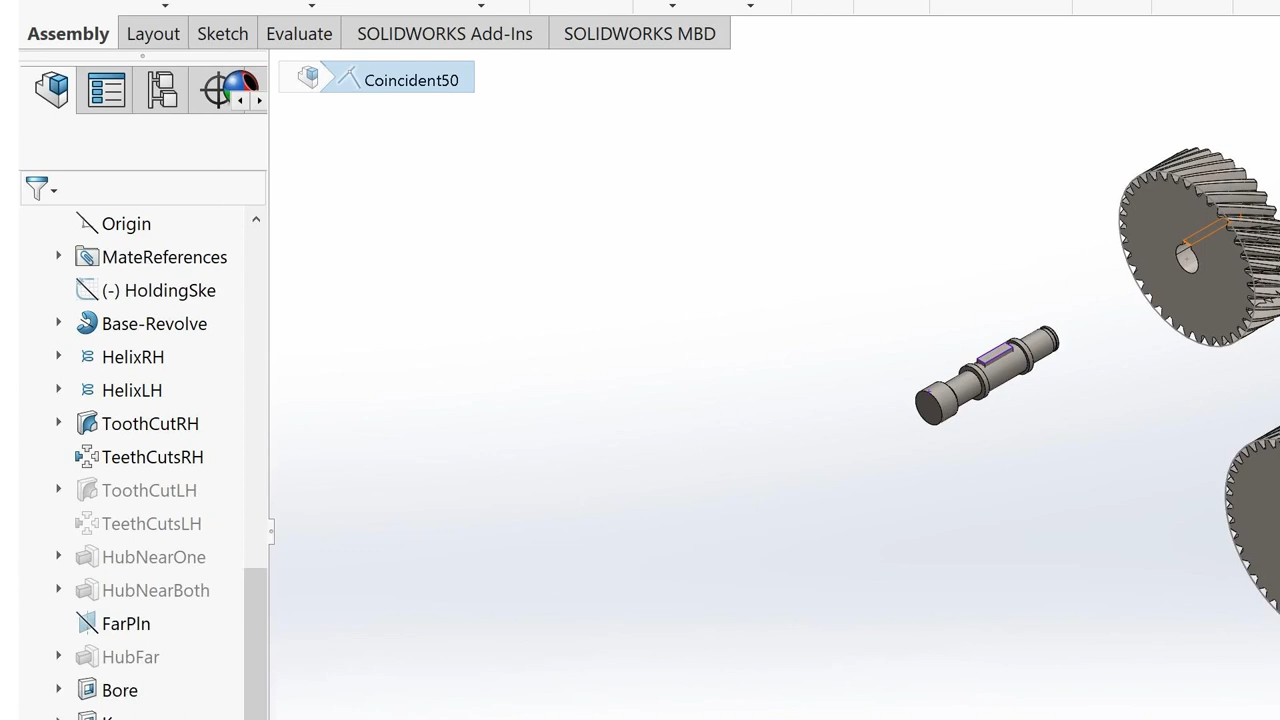 Assembly Layout Sketch Evaluate SOLIDWORKS Add-Ins SOLIDWORKS MBD
Coincident50
Origin
MateReferences
(-) HoldingSke
Base-Revolve
HelixRH
HelixLH
ToothCutRH
TeethCutsRH
ToothCutLH
TeethCutsLH
HubNearOne
HubNearBoth
FarPln
HubFar
Bore